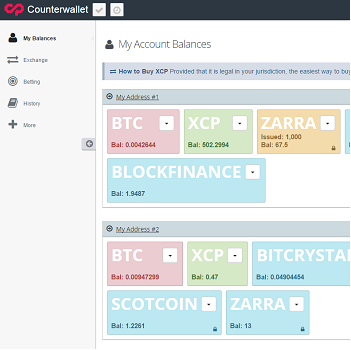 Counterwallet
My Balances
Exchange
Betting
History
More
My Account Balances
How to Buy XCP Provided that it is legal in your jurisdiction, the easiest way to buy
My Address #1
BTC
Bal: 0.0042644
XCP
Bal: 502.2994
ZARRA
Issued: 1,000
Bal: 67.5
BLOCKFINANCE
Bal: 1.9487
My Address #2
BTC
Bal: 0.00947299
XCP
Bal: 0.47
BITCRYSTA
Bal: 0.04904454
SCOTCOIN
Bal: 1.2261
ZARRA
Bal: 13